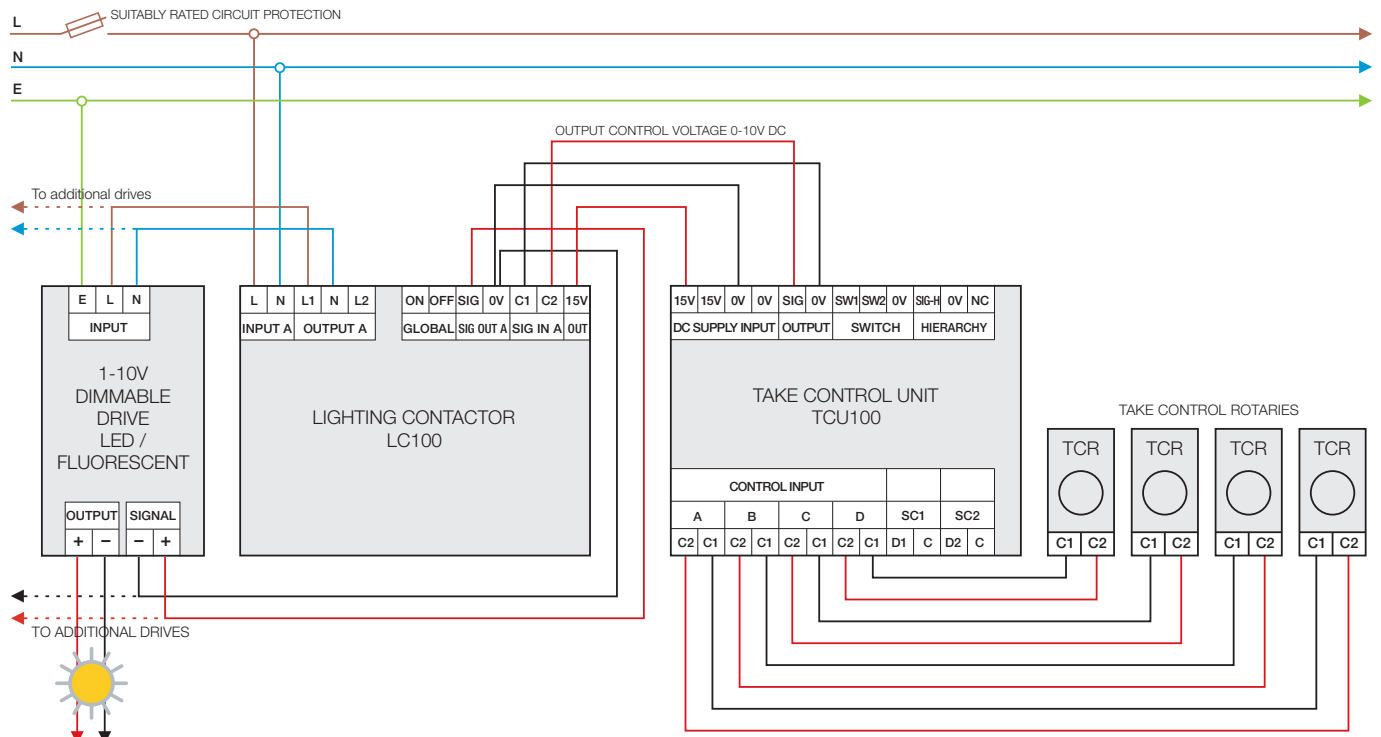 L
SUITABLY RATED CIRCUIT PROTECTION
N
E
OUTPUT CONTROL VOLTAGE 0-10V DC
To additional drives
E L N
INPUT
1-10V
DIMMABLE
DRIVE
LED /
FLUORESCENT
OUTPUT SIGNAL
+ − − +
L N L1 N L2 ON OFF SIG 0V C1 C2 15V
INPUT A OUTPUT A GLOBAL SIG OUT A SIG IN A OUT
LIGHTING CONTACTOR
LC100
15V 15V 0V 0V SIG 0V SW1 SW2 0V SIG-H 0V NC
DC SUPPLY INPUT OUTPUT SWITCH HIERARCHY
TAKE CONTROL UNIT
TCU100
CONTROL INPUT
A B C D SC1 SC2
C2 C1 C2 C1 C2 C1 C2 C1 D1 C D2 C
TAKE CONTROL ROTARIES
TCR TCR TCR TCR
C1 C2 C1 C2 C1 C2 C1 C2
TO ADDITIONAL DRIVES